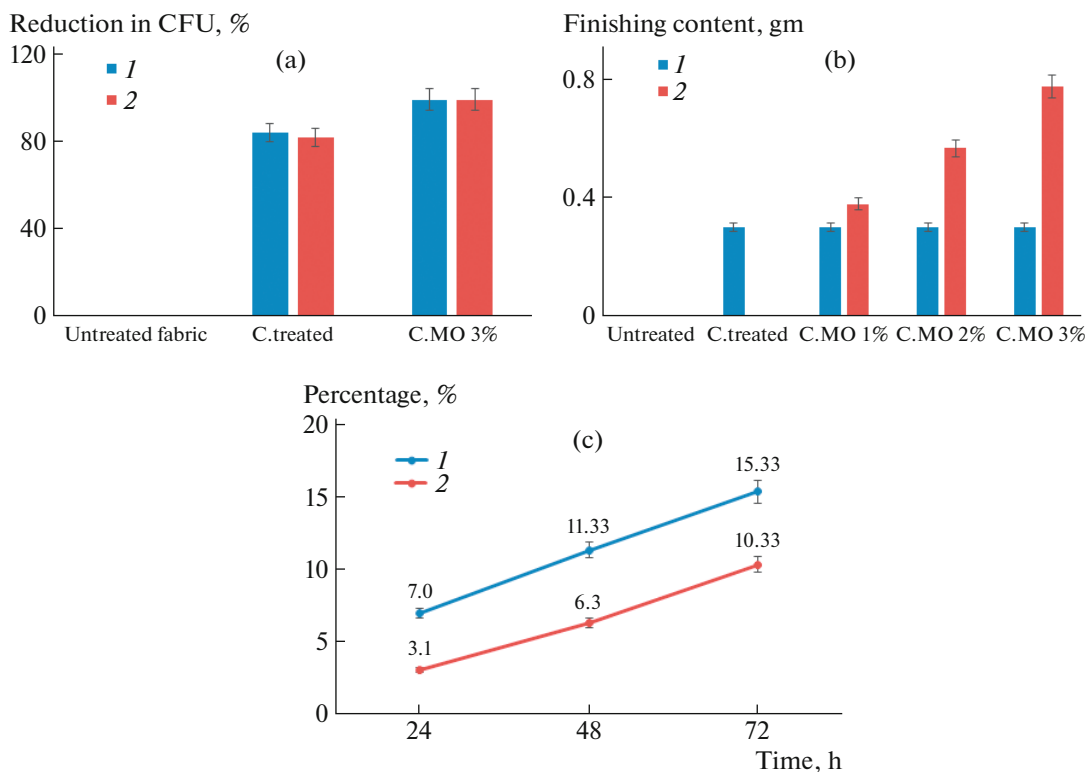 Reduction in CFU, %
(a)
1
2
120
80
40
0
Untreated fabric
C.treated
C.MO 3%
Finishing content, gm
(b)
1
2
0.8
0.4
0
Untreated
C.treated
C.MO 1%
C.MO 2%
C.MO 3%
Percentage, %
(c)
1
2
20
15
10
5
0
7.0
11.33
15.33
3.1
6.3
10.33
24
48
72
Time, h